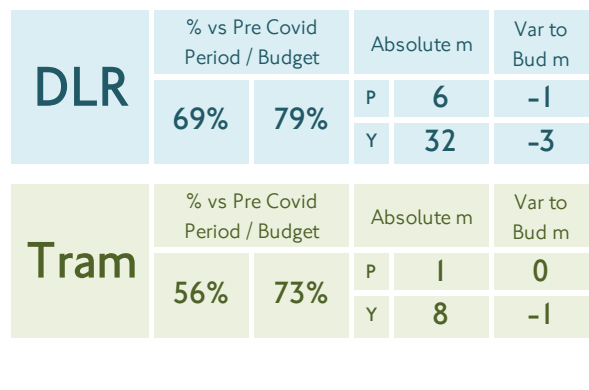 DLR
% vs Pre Covid
Period / Budget
Absolute m
Var to
Bud m
69% 79%
P 6 -1
Y 32 -3
Tram
% vs Pre Covid
Period / Budget
Absolute m
Var to
Bud m
56% 73%
P 1 0
Y 8 -1